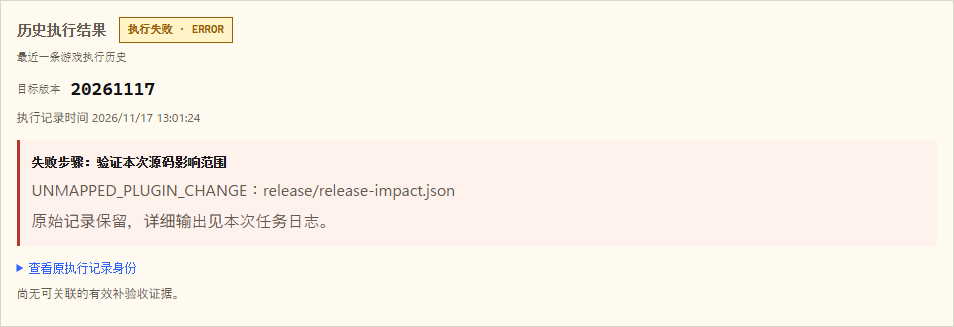 历史执行结果 执行失败 · ERROR
最近一条游戏执行历史
目标版本 20261117
执行记录时间 2026/11/17 13:01:24
失败步骤：验证本次源码影响范围
UNMAPPED_PLUGIN_CHANGE：release/release-impact.json
原始记录保留，详细输出见本次任务日志。
▶ 查看原执行记录身份
尚无可关联的有效补验收证据。